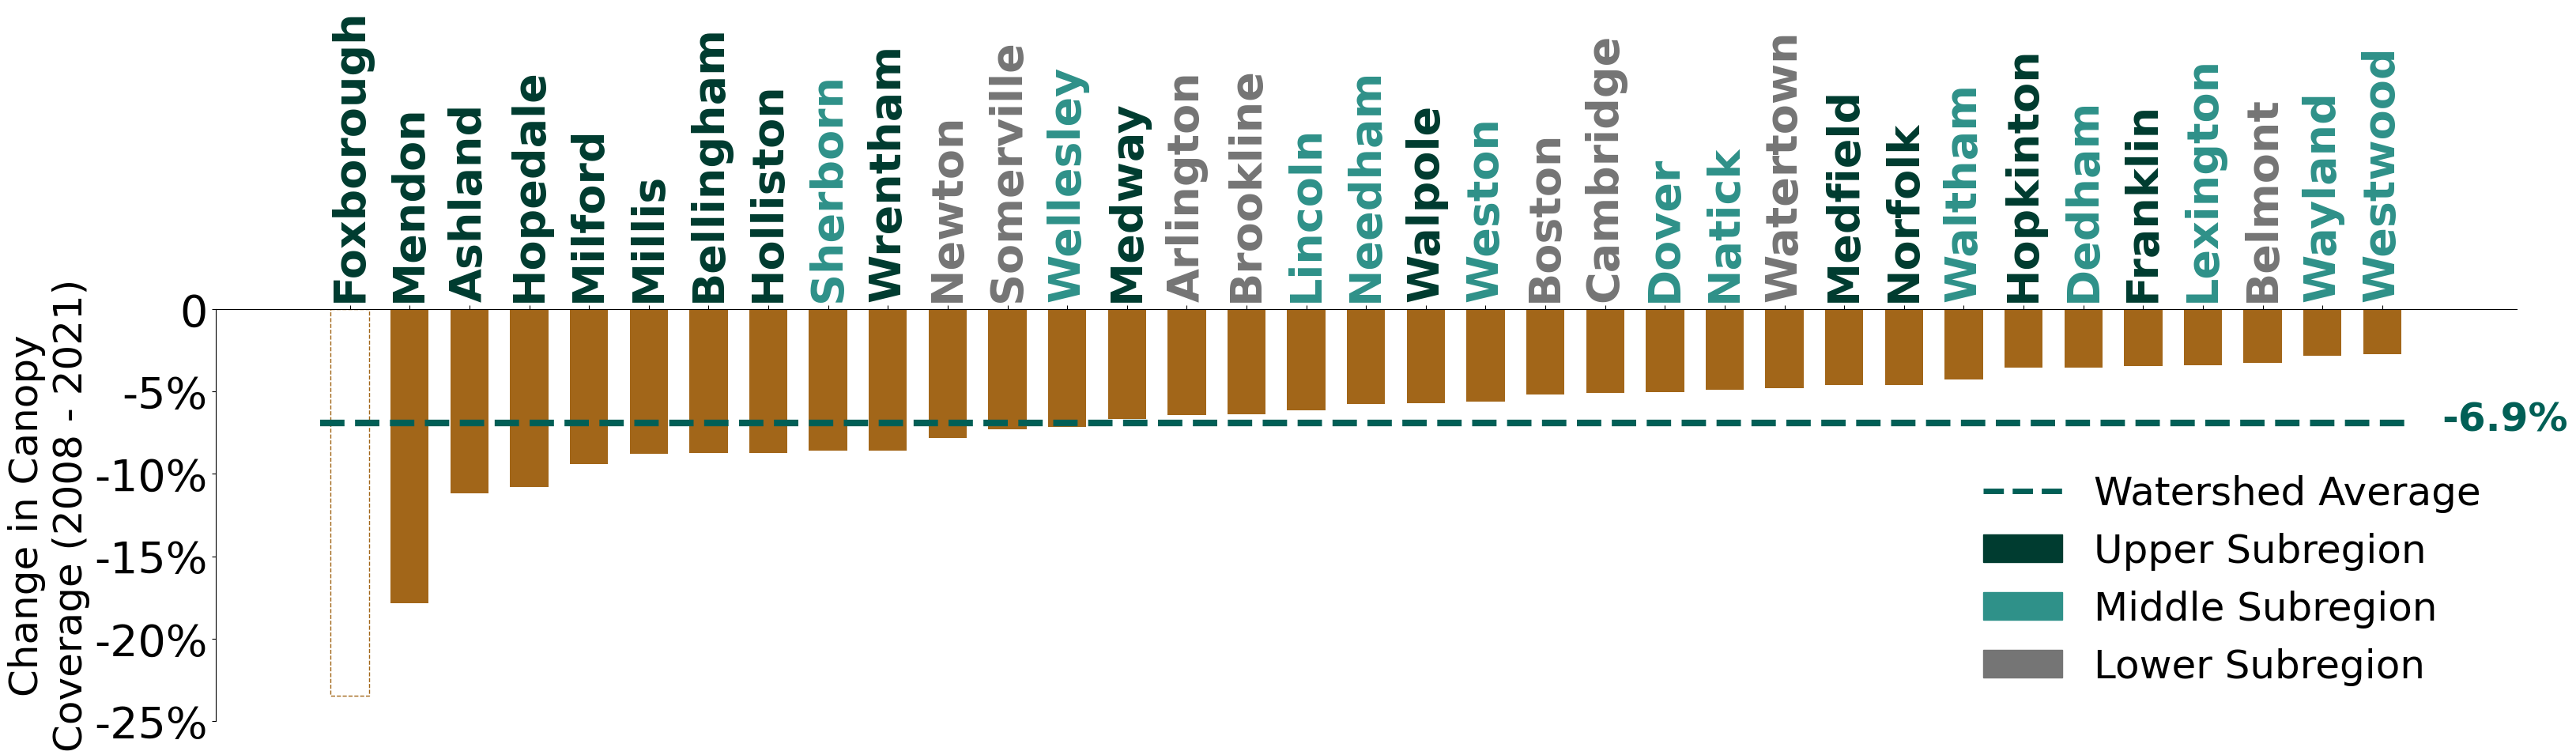 Foxborough
Mendon
Ashland
Hopedale
Milford
Millis
Bellingham
Holliston
Sherborn
Wrentham
Newton
Somerville
Wellesley
Medway
Arlington
Brookline
Lincoln
Needham
Walpole
Weston
Boston
Cambridge
Dover
Natick
Watertown
Medfield
Norfolk
Waltham
Hopkinton
Dedham
Franklin
Lexington
Belmont
Wayland
Westwood
Change in Canopy
Coverage (2008 - 2021)
0
-5%
-10%
-15%
-20%
-25%
-6.9%
Watershed Average
Upper Subregion
Middle Subregion
Lower Subregion